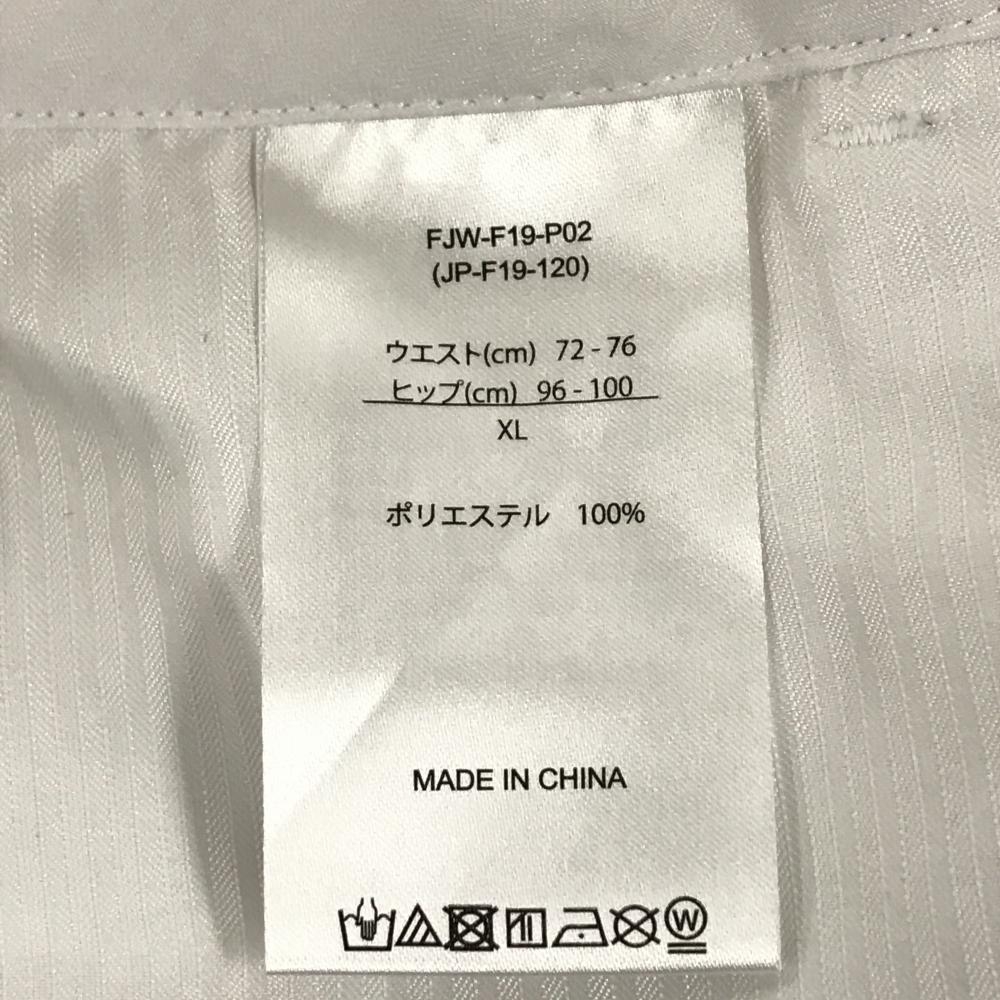 FJW-F19-P02
(JP-F19-120)
ウエスト(cm) 72 - 76
ヒップ(cm) 96 - 100
XL
ポリエステル 100%
MADE IN CHINA
W